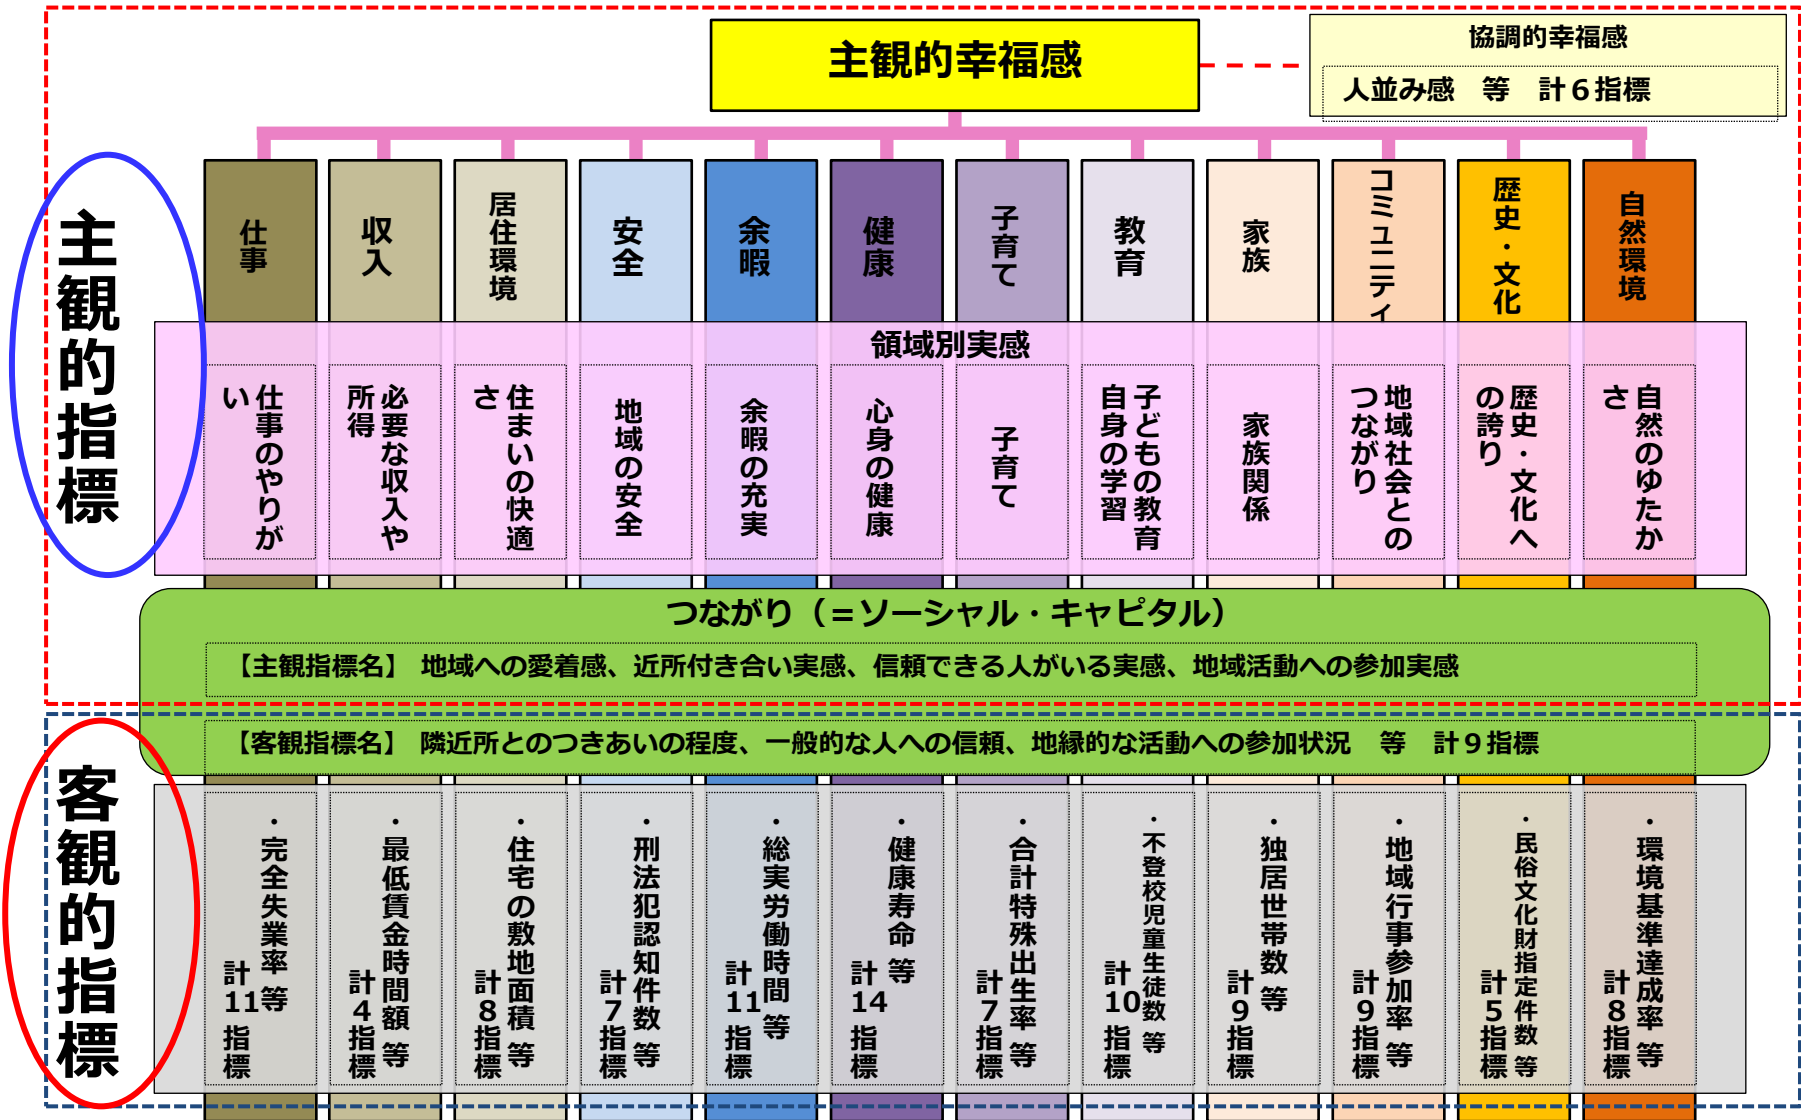 主観的幸福感
協調的幸福感
人並み感　等　計６指標
主観的指標
仕事
収入
居住環境
安全
余暇
健康
子育て
教育
家族
コミュニティ
歴史・文化
自然環境
領域別実感
仕事のやりが
い
必要な収入や
所得
住まいの快適
さ
地域の安全
余暇の充実
心身の健康
子育て
子どもの教育
自身の学習
家族関係
地域社会との
つながり
歴史・文化へ
の誇り
自然のゆたか
さ
つながり（＝ソーシャル・キャピタル）
【主観指標名】 地域への愛着感、近所付き合い実感、信頼できる人がいる実感、地域活動への参加実感
【客観指標名】 隣近所とのつきあいの程度、一般的な人への信頼、地縁的な活動への参加状況　等　計９指標
客観的指標
・完全失業率等
計11指標
・最低賃金時間額　等
計４指標
・住宅の敷地面積　等
計８指標
・刑法犯認知件数　等
計７指標
・総実労働時間　等
計11指標
・健康寿命　等
計14指標
・合計特殊出生率　等
計７指標
・不登校児童生徒数　等
計10指標
・独居世帯数　等
計９指標
・地域行事参加率　等
計９指標
・民俗文化財指定件数　等
計５指標
・環境基準達成率　等
計８指標